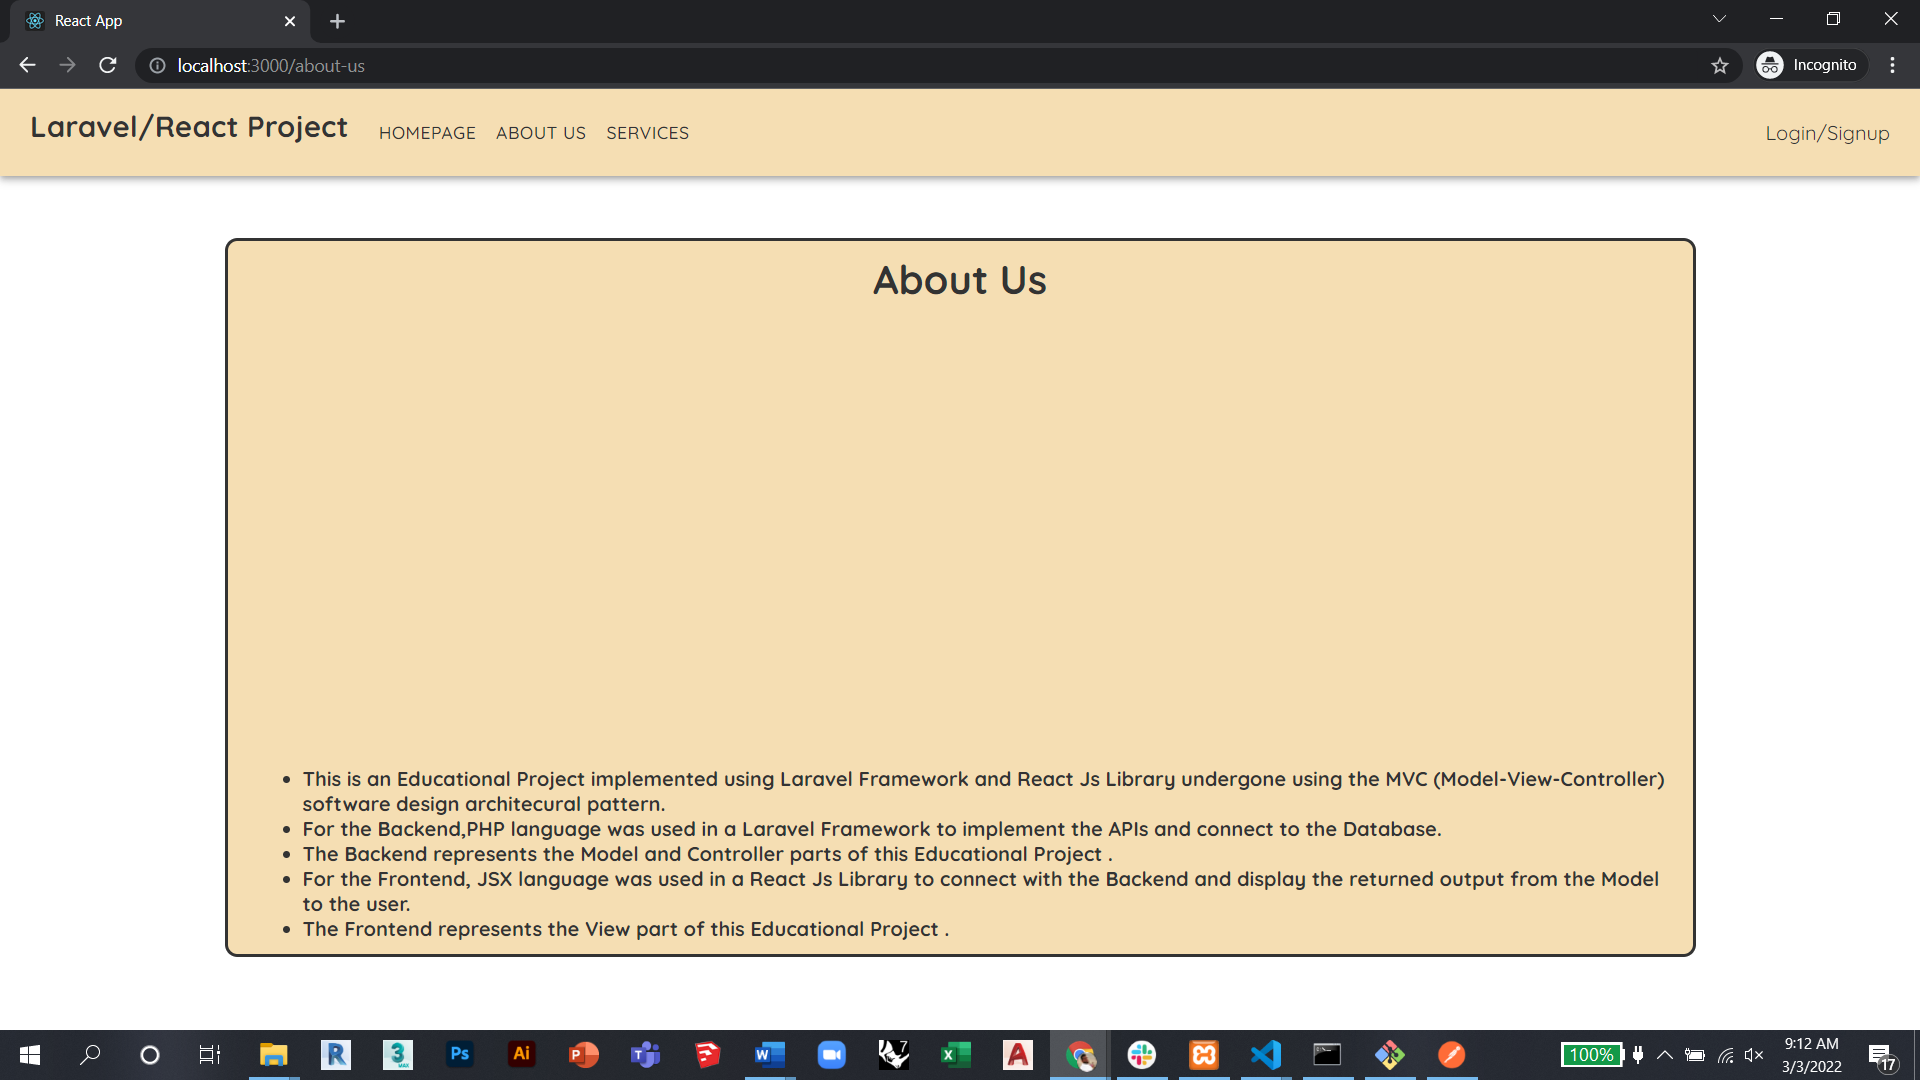 React App
localhost:3000/about-us
Incognito
Laravel/React Project
HOMEPAGE ABOUT US SERVICES
Login/Signup
About Us
This is an Educational Project implemented using Laravel Framework and React Js Library undergone using the MVC (Model-View-Controller)
software design architecural pattern.
For the Backend,PHP language was used in a Laravel Framework to implement the APIs and connect to the Database.
The Backend represents the Model and Controller parts of this Educational Project .
For the Frontend, JSX language was used in a React Js Library to connect with the Backend and display the returned output from the Model
to the user.
The Frontend represents the View part of this Educational Project .
R
3
MAX
Ps
Ai
P
T
W
7
X
A
100%
9:12 AM
3/3/2022
17